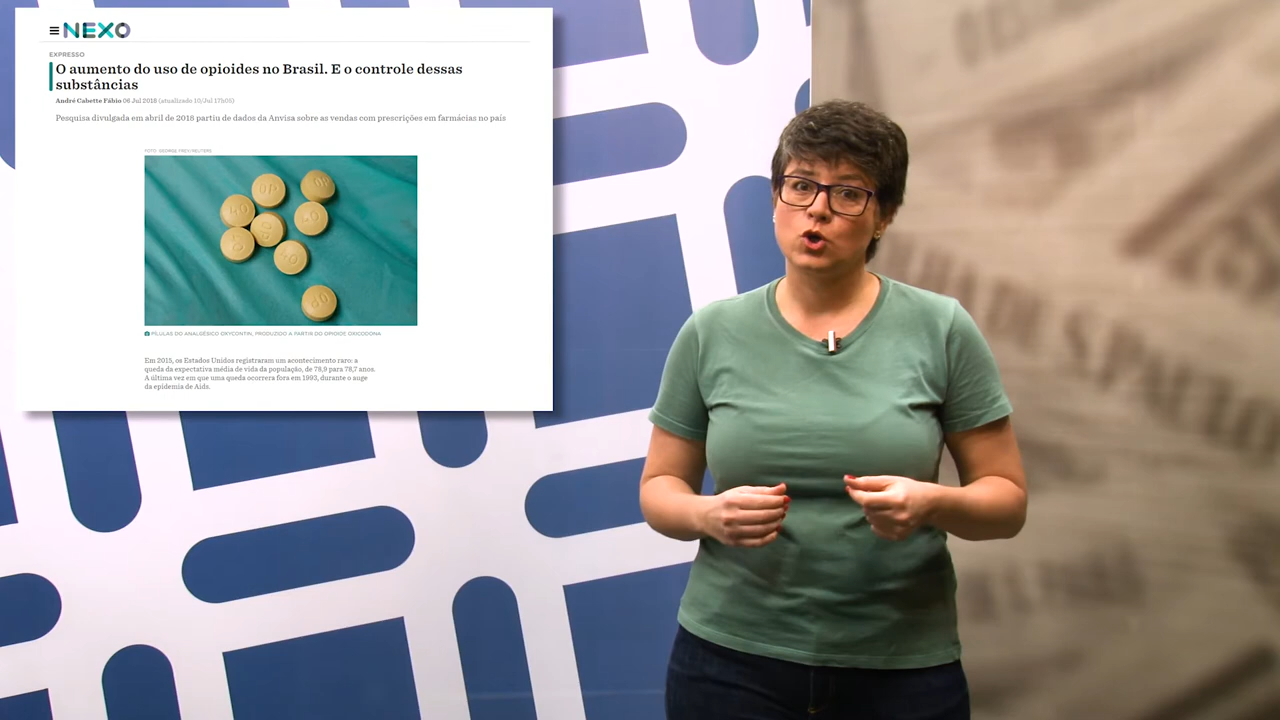 NEXO
EXPRESSO
O aumento do uso de opioides no Brasil. E o controle dessas
substâncias
André Cabette Fábio 06 Jul 2018 (atualizado 10/Jul 17h05)
Pesquisa divulgada em abril de 2018 partiu de dados da Anvisa sobre as vendas com prescrições em farmácias no país
FOTO: GEORGE FREY/REUTERS
PÍLULAS DO ANALGÉSICO OXYCONTIN, PRODUZIDO A PARTIR DO OPIOIDE OXICODONA
Em 2015, os Estados Unidos registraram um acontecimento raro: a
queda da expectativa média de vida da população, de 78,9 para 78,7 anos.
A última vez em que uma queda ocorrera fora em 1993, durante o auge
da epidemia de Aids.